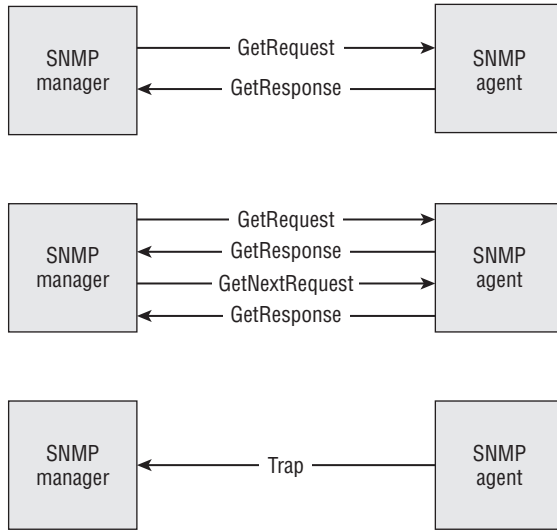 SNMP
manager
GetRequest
GetResponse
SNMP
agent
SNMP
manager
GetRequest
GetResponse
GetNextRequest
GetResponse
SNMP
agent
SNMP
manager
Trap
SNMP
agent